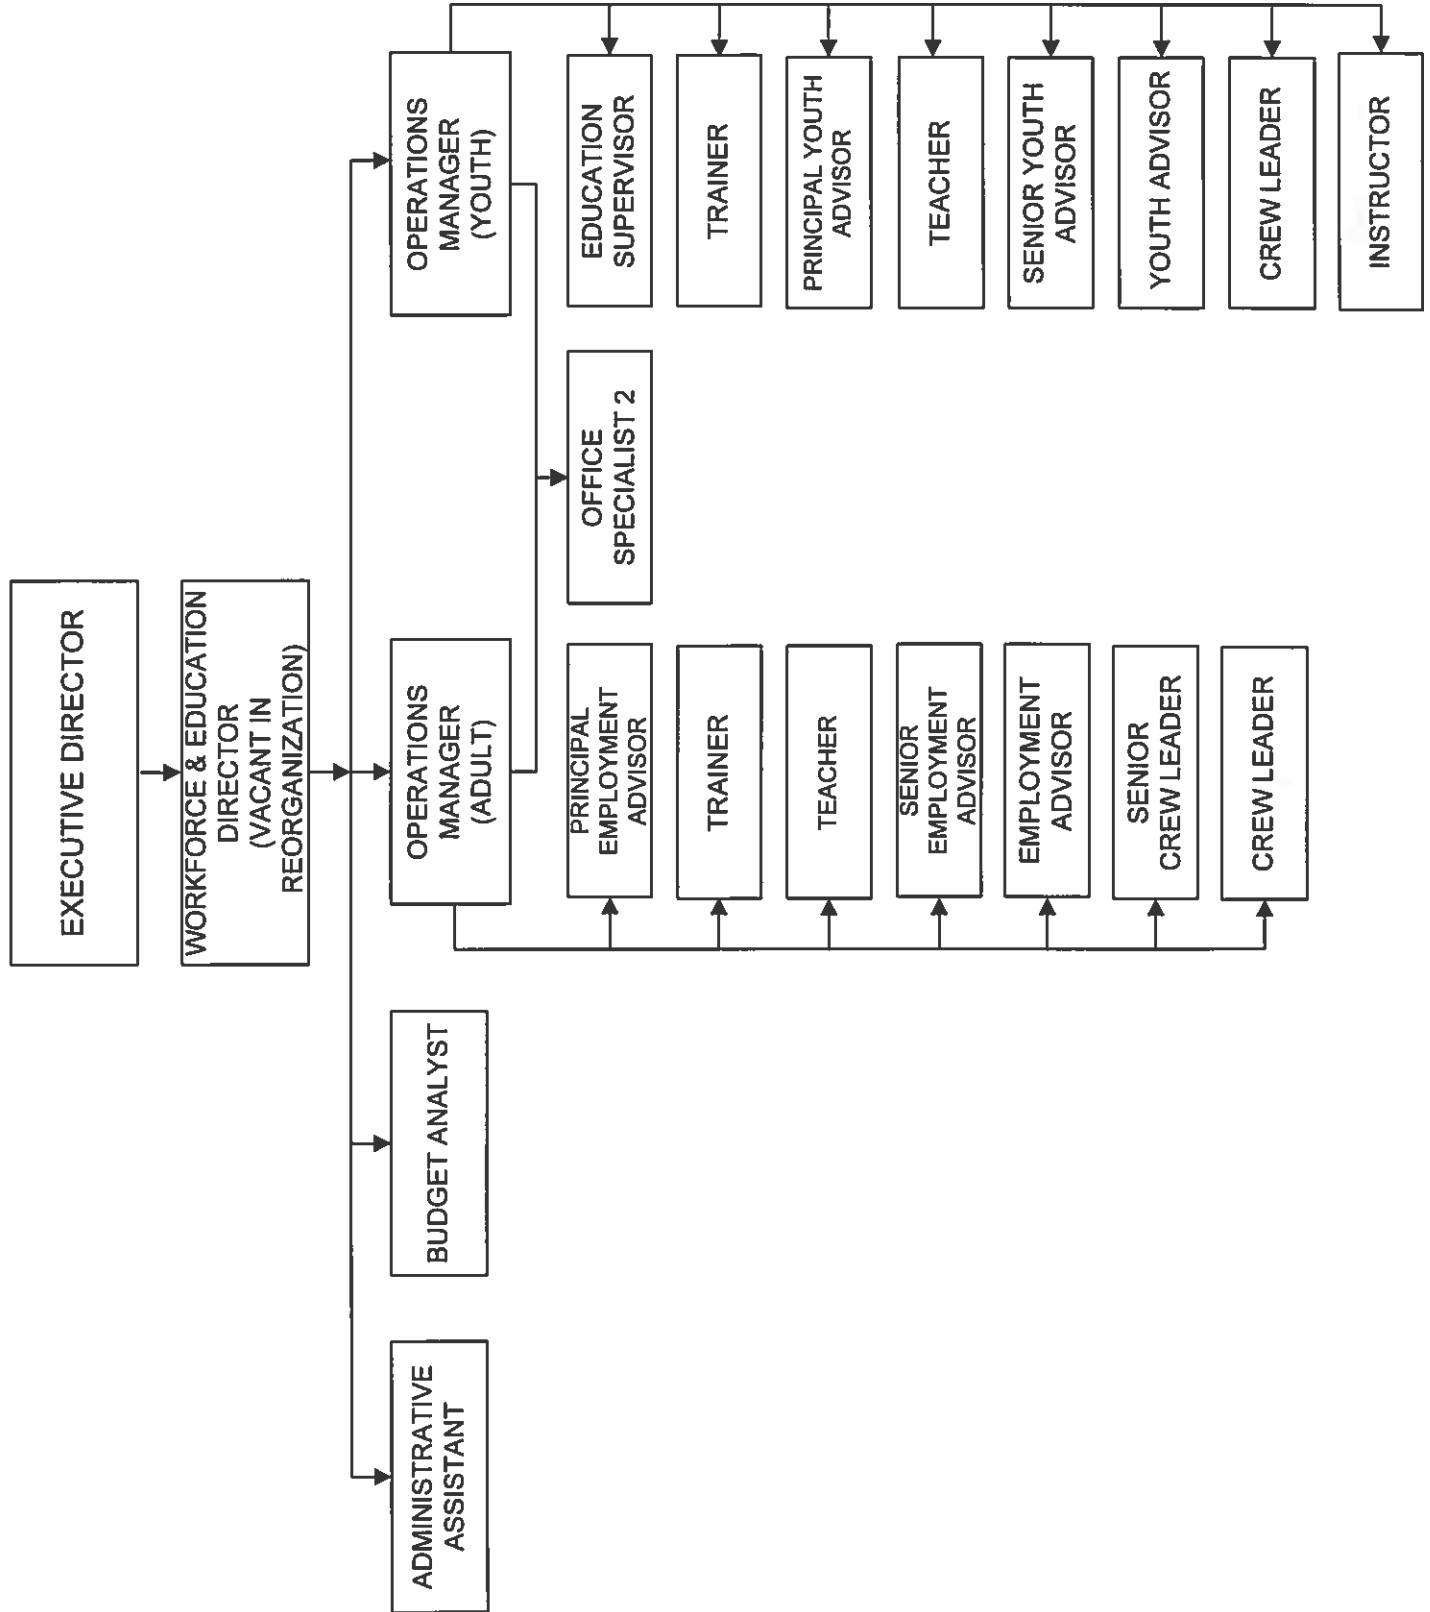 EXECUTIVE DIRECTOR
WORKFORCE & EDUCATION
DIRECTOR
(VACANT IN
REORGANIZATION)
ADMINISTRATIVE
ASSISTANT
BUDGET ANALYST
OPERATIONS
MANAGER
(ADULT)
OPERATIONS
MANAGER
(YOUTH)
OFFICE
SPECIALIST 2
PRINCIPAL
EMPLOYMENT
ADVISOR
TRAINER
TEACHER
SENIOR
EMPLOYMENT
ADVISOR
EMPLOYMENT
ADVISOR
SENIOR
CREW LEADER
CREW LEADER
EDUCATION
SUPERVISOR
TRAINER
PRINCIPAL YOUTH
ADVISOR
TEACHER
SENIOR YOUTH
ADVISOR
YOUTH ADVISOR
CREW LEADER
INSTRUCTOR